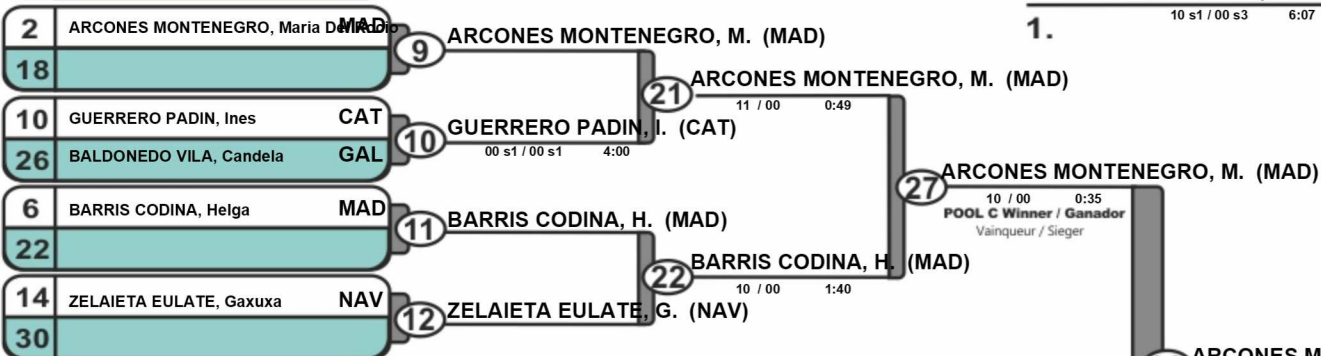 10 s1 / 00 s3 6:07
1.
2 ARCONES MONTENEGRO, Maria Del Rocio MAD
18
9 ARCONES MONTENEGRO, M. (MAD)
21 ARCONES MONTENEGRO, M. (MAD)
11 / 00 0:49
10 GUERRERO PADIN, Ines CAT
26 BALDONEDO VILA, Candela GAL
10 GUERRERO PADIN, I. (CAT)
00 s1 / 00 s1 4:00
27 ARCONES MONTENEGRO, M. (MAD)
10 / 00 0:35
POOL C Winner / Ganador
Vainqueur / Sieger
6 BARRIS CODINA, Helga MAD
22
11 BARRIS CODINA, H. (MAD)
22 BARRIS CODINA, H. (MAD)
10 / 00 1:40
14 ZELAIETA EULATE, Gaxuxa NAV
30
12 ZELAIETA EULATE, G. (NAV)
ARCONES M